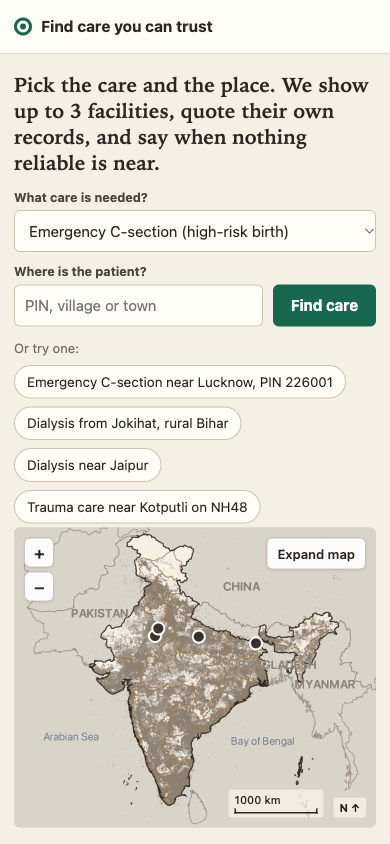 Find care you can trust
Pick the care and the place. We show
up to 3 facilities, quote their own
records, and say when nothing
reliable is near.
What care is needed?
Emergency C-section (high-risk birth)
Where is the patient?
PIN, village or town
Find care
Or try one:
Emergency C-section near Lucknow, PIN 226001
Dialysis from Jokihat, rural Bihar
Dialysis near Jaipur
Trauma care near Kotputli on NH48
+
−
Expand map
CHINA
PAKISTAN
MYANMAR
Arabian Sea
Bay of Bengal
1000 km
N ↑